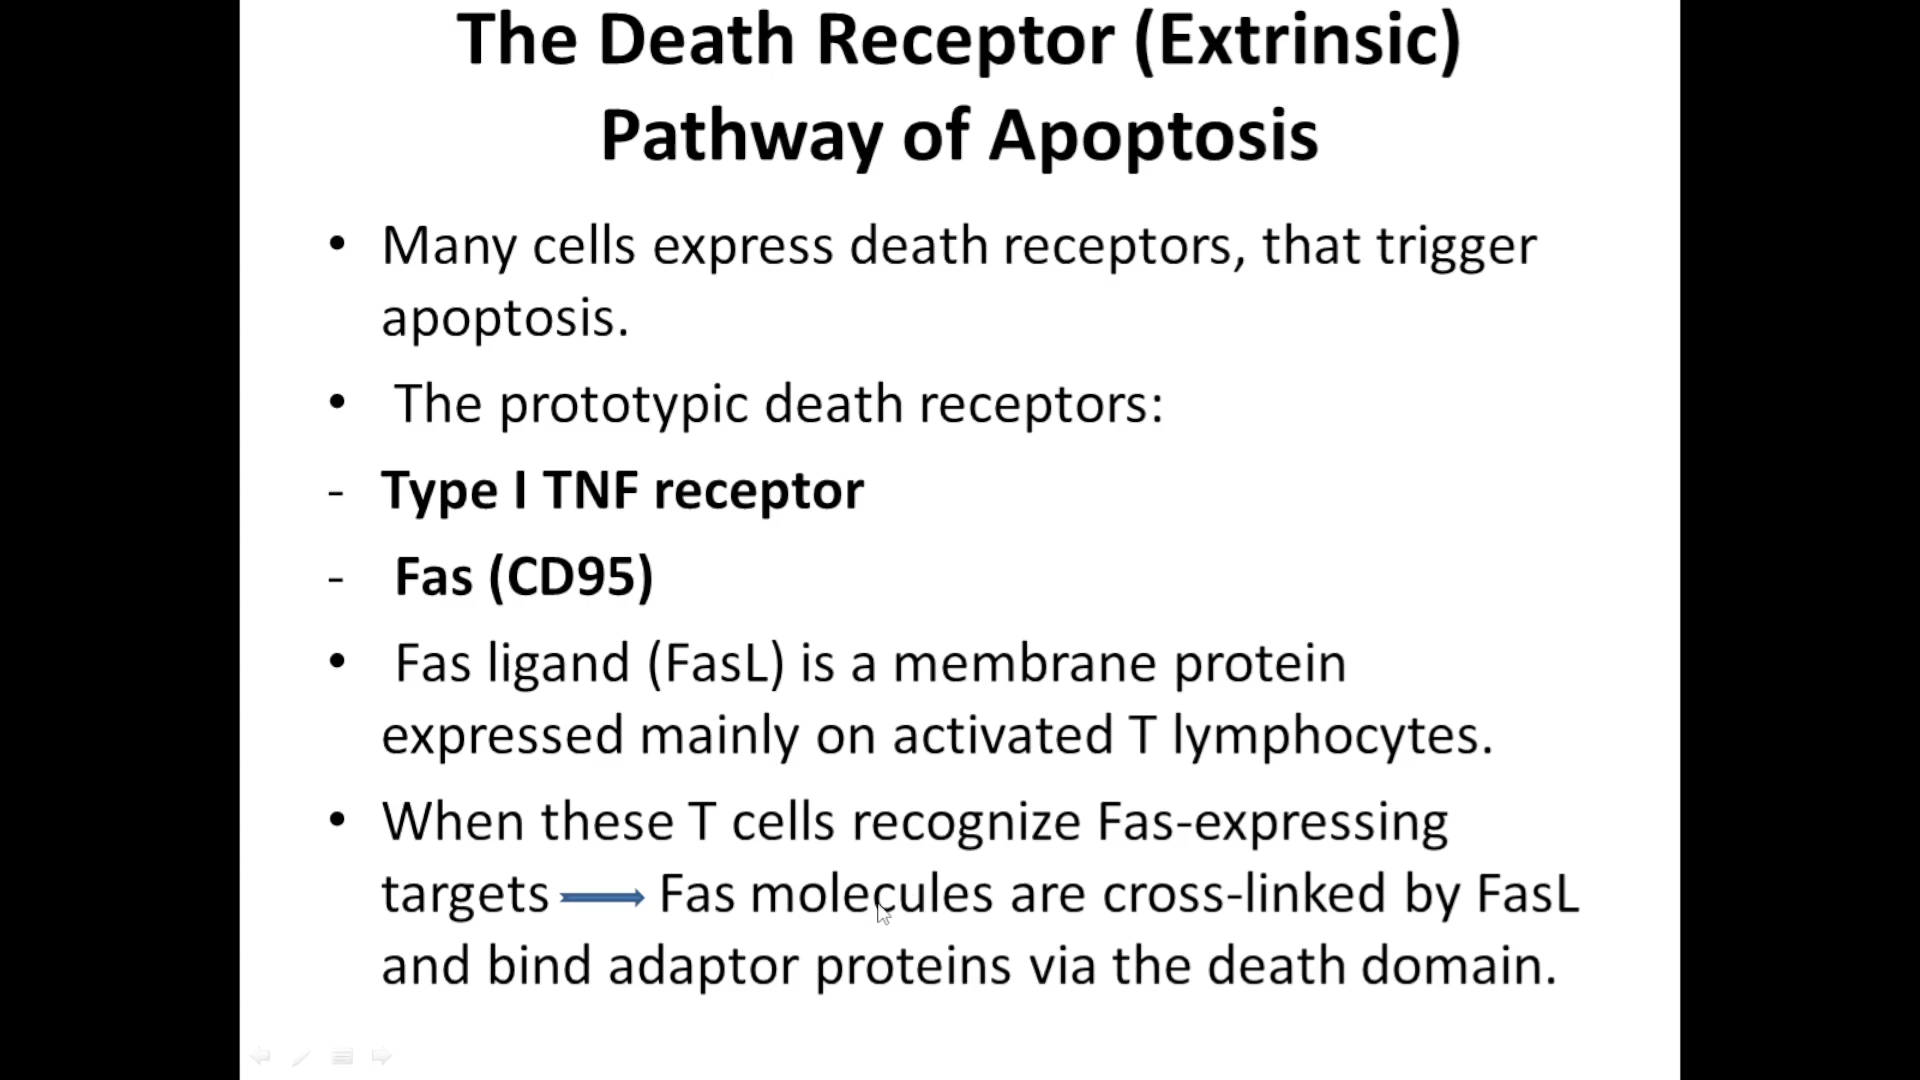 The Death Receptor (Extrinsic)
Pathway of Apoptosis
• Many cells express death receptors, that trigger
apoptosis.
• The prototypic death receptors:
- Type I TNF receptor
- Fas (CD95)
• Fas ligand (FasL) is a membrane protein
expressed mainly on activated T lymphocytes.
• When these T cells recognize Fas-expressing
targets Fas molecules are cross-linked by FasL
and bind adaptor proteins via the death domain.